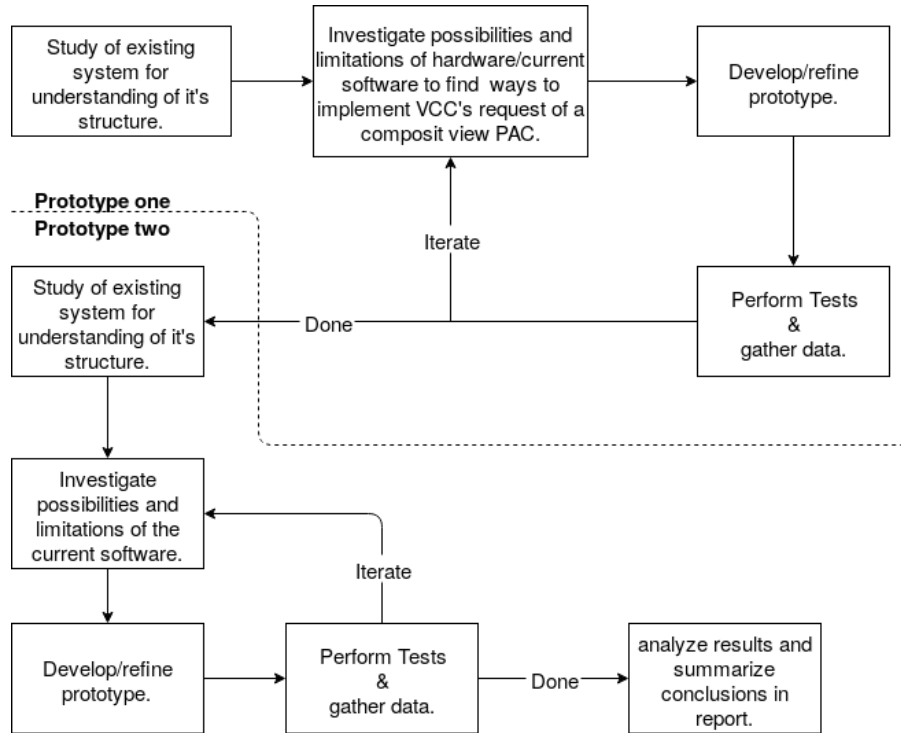 Study of existing
system for
understanding of it's
structure.
Investigate possibilities and
limitations of hardware/current
software to find ways to
implement VCC's request of a
composit view PAC.
Develop/refine
prototype.
Prototype one
Prototype two
Iterate
Study of existing
system for
understanding of it's
structure.
Done
Perform Tests
&
gather data.
Investigate
possibilities and
limitations of the
current software.
Iterate
Develop/refine
prototype.
Perform Tests
&
gather data.
Done
analyze results and
summarize
conclusions in
report.